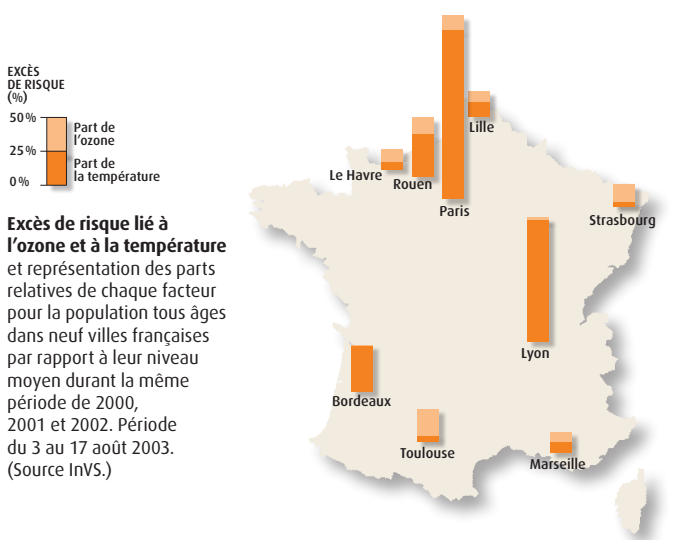 EXCÈS
DE RISQUE
(%)
50 %
25 %
0 %
Part de
l'ozone
Part de
la température
Excès de risque lié à
l'ozone et à la température
et représentation des parts
relatives de chaque facteur
pour la population tous âges
dans neuf villes françaises
par rapport à leur niveau
moyen durant la même
période de 2000,
2001 et 2002. Période
du 3 au 17 août 2003.
(Source InVS.)
Lille
Le Havre
Rouen
Paris
Strasbourg
Lyon
Bordeaux
Toulouse
Marseille